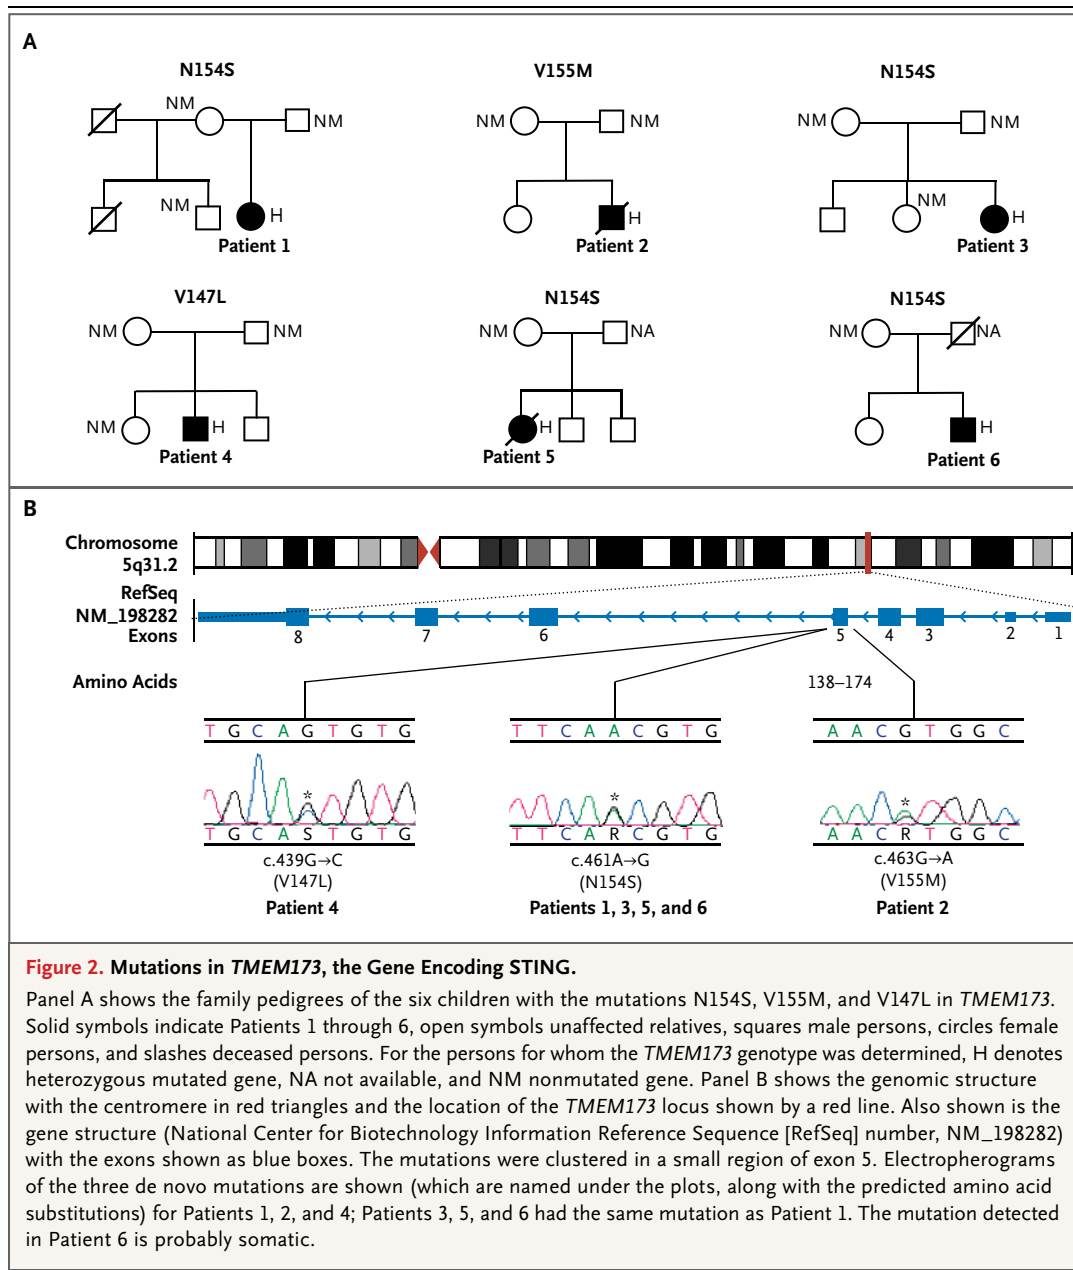 A
N154S
V155M
N154S
NM
NM
NM
NM
NM
NM
NM
H
H
NM
H
Patient 1
Patient 2
Patient 3
V147L
N154S
N154S
NM
NM
NM
NA
NM
NA
NM
H
H
H
Patient 4
Patient 5
Patient 6
B
Chromosome
5q31.2
RefSeq
NM_198282
Exons
8 7 6 5 4 3 2 1
Amino Acids
138–174
T G C A G T G T G
T T C A A C G T G
A A C G T G G C
*
*
*
T G C A S T G T G
T T C A R C G T G
A A C R T G G C
c.439G→C
(V147L)
Patient 4
c.461A→G
(N154S)
Patients 1, 3, 5, and 6
c.463G→A
(V155M)
Patient 2
Figure 2. Mutations in TMEM173, the Gene Encoding STING.
Panel A shows the family pedigrees of the six children with the mutations N154S, V155M, and V147L in TMEM173.
Solid symbols indicate Patients 1 through 6, open symbols unaffected relatives, squares male persons, circles female
persons, and slashes deceased persons. For the persons for whom the TMEM173 genotype was determined, H denotes
heterozygous mutated gene, NA not available, and NM nonmutated gene. Panel B shows the genomic structure
with the centromere in red triangles and the location of the TMEM173 locus shown by a red line. Also shown is the
gene structure (National Center for Biotechnology Information Reference Sequence [RefSeq] number, NM_198282)
with the exons shown as blue boxes. The mutations were clustered in a small region of exon 5. Electropherograms
of the three de novo mutations are shown (which are named under the plots, along with the predicted amino acid
substitutions) for Patients 1, 2, and 4; Patients 3, 5, and 6 had the same mutation as Patient 1. The mutation detected
in Patient 6 is probably somatic.